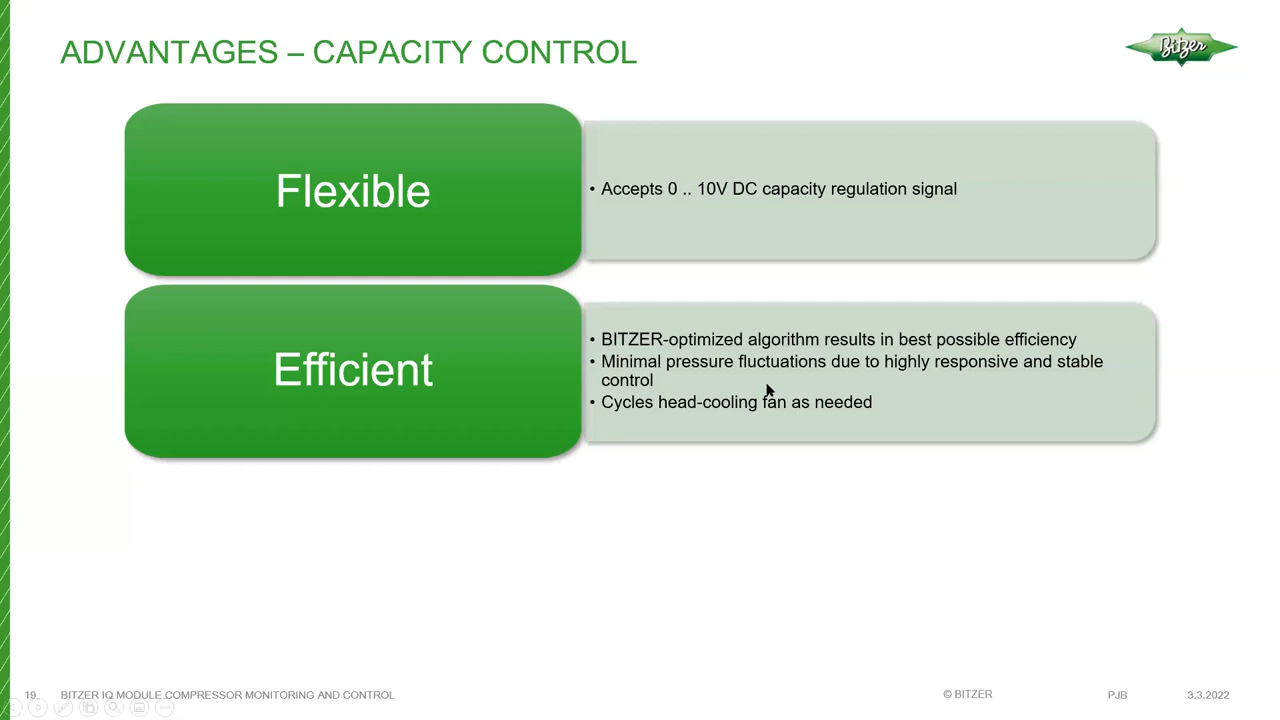 ADVANTAGES – CAPACITY CONTROL
Bitzer
Flexible
• Accepts 0 .. 10V DC capacity regulation signal
Efficient
• BITZER-optimized algorithm results in best possible efficiency
• Minimal pressure fluctuations due to highly responsive and stable
control
• Cycles head-cooling fan as needed
19. BITZER IQ MODULE COMPRESSOR MONITORING AND CONTROL © BITZER PJB 3.3.2022